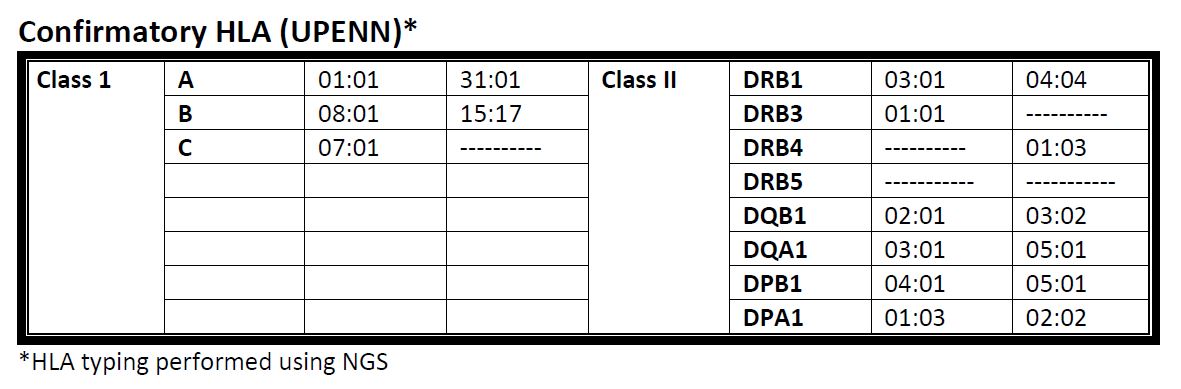 Confirmatory HLA (UPENN)*
Class 1 A 01:01 31:01 Class II DRB1 03:01 04:04
B 08:01 15:17 DRB3 01:01 ----------
C 07:01 ---------- DRB4 ---------- 01:03
DRB5 ----------- -----------
DQB1 02:01 03:02
DQA1 03:01 05:01
DPB1 04:01 05:01
DPA1 01:03 02:02
*HLA typing performed using NGS